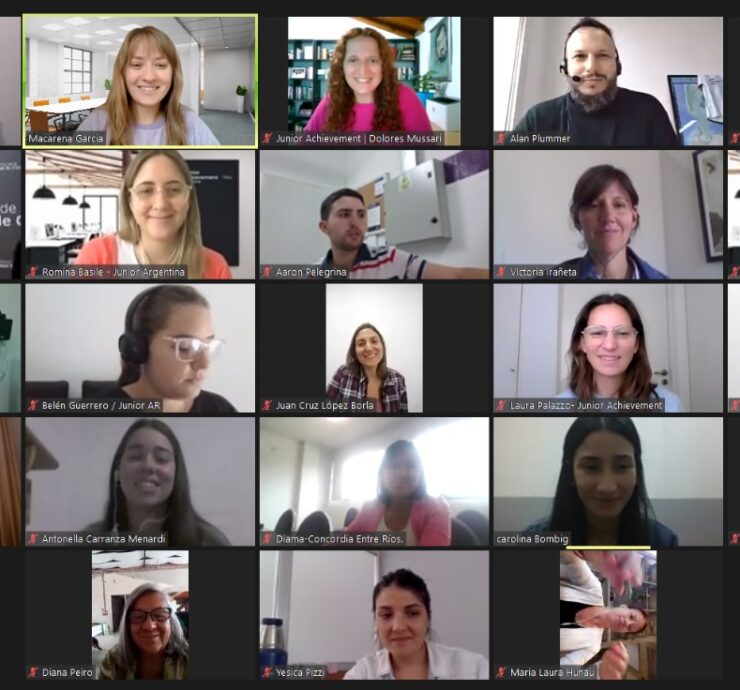 Macarena Garcia
Junior Achievement | Dolores Mussari
Alan Plummer
Romina Basile - Junior Argentina
Aaron Pelegrina
Victoria Irañeta
Belén Guerrero / Junior AR
Juan Cruz López Borla
Laura Palazzo- Junior Achievement
Antonella Carranza Menardi
Diama-Concordia Entre Ríos.
carolina Bombig
Diana Peiro
Yesica Pizzi
Maria Laura Hunau